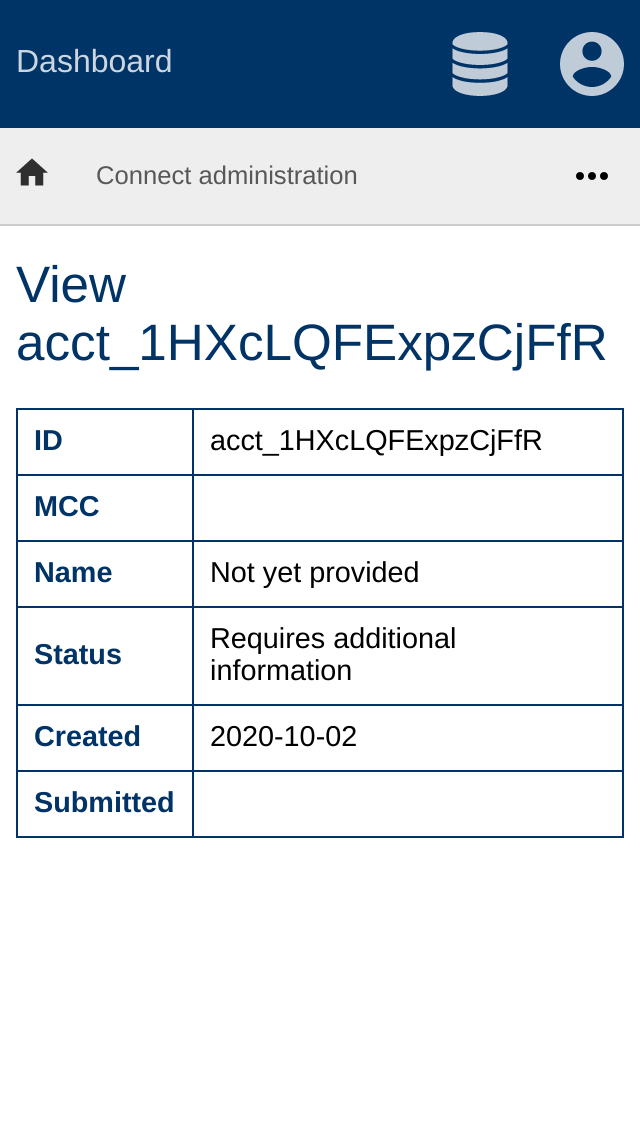 Dashboard
Connect administration
View
acct_1HXcLQFExpzCjFfR
ID acct_1HXcLQFExpzCjFfR
MCC
Name Not yet provided
Status Requires additional
information
Created 2020-10-02
Submitted